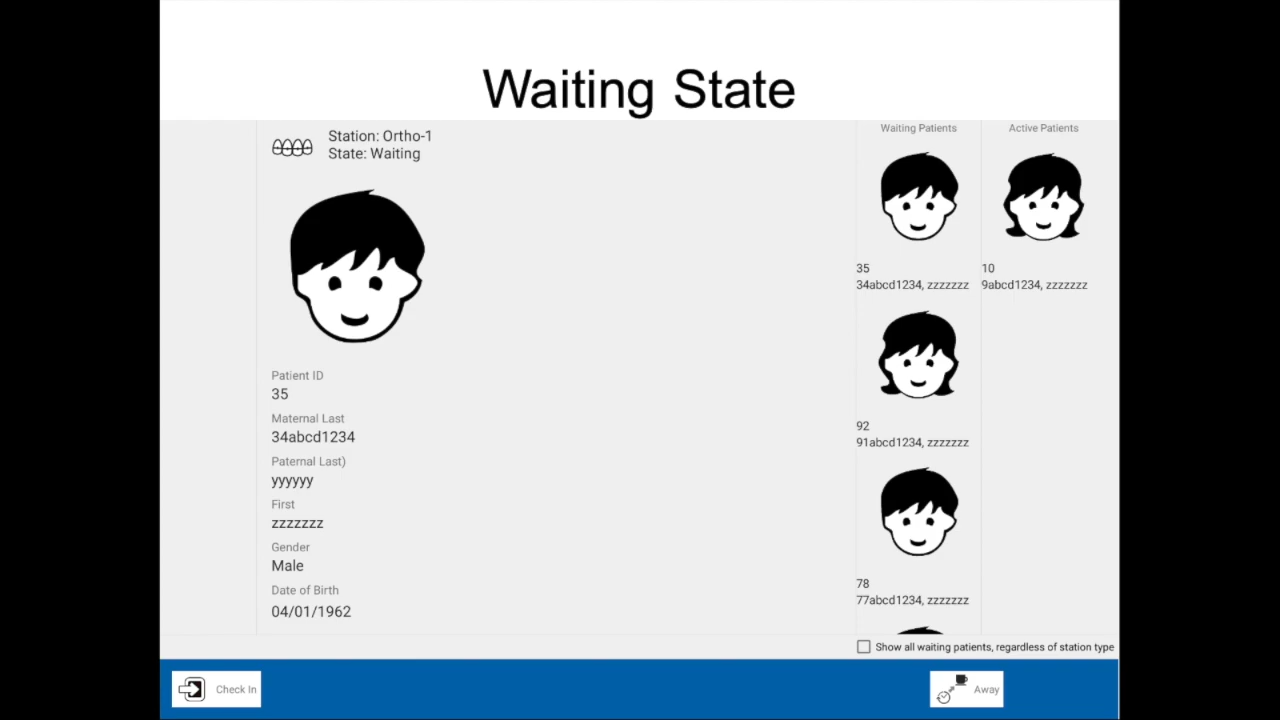 Waiting State
Station: Ortho-1
State: Waiting
Patient ID
35
Maternal Last
34abcd1234
Paternal Last)
yyyyyy
First
zzzzzzz
Gender
Male
Date of Birth
04/01/1962
Waiting Patients
35
34abcd1234, zzzzzzz
92
91abcd1234, zzzzzzz
78
77abcd1234, zzzzzzz
Active Patients
10
9abcd1234, zzzzzzz
Show all waiting patients, regardless of station type
Check In
Away